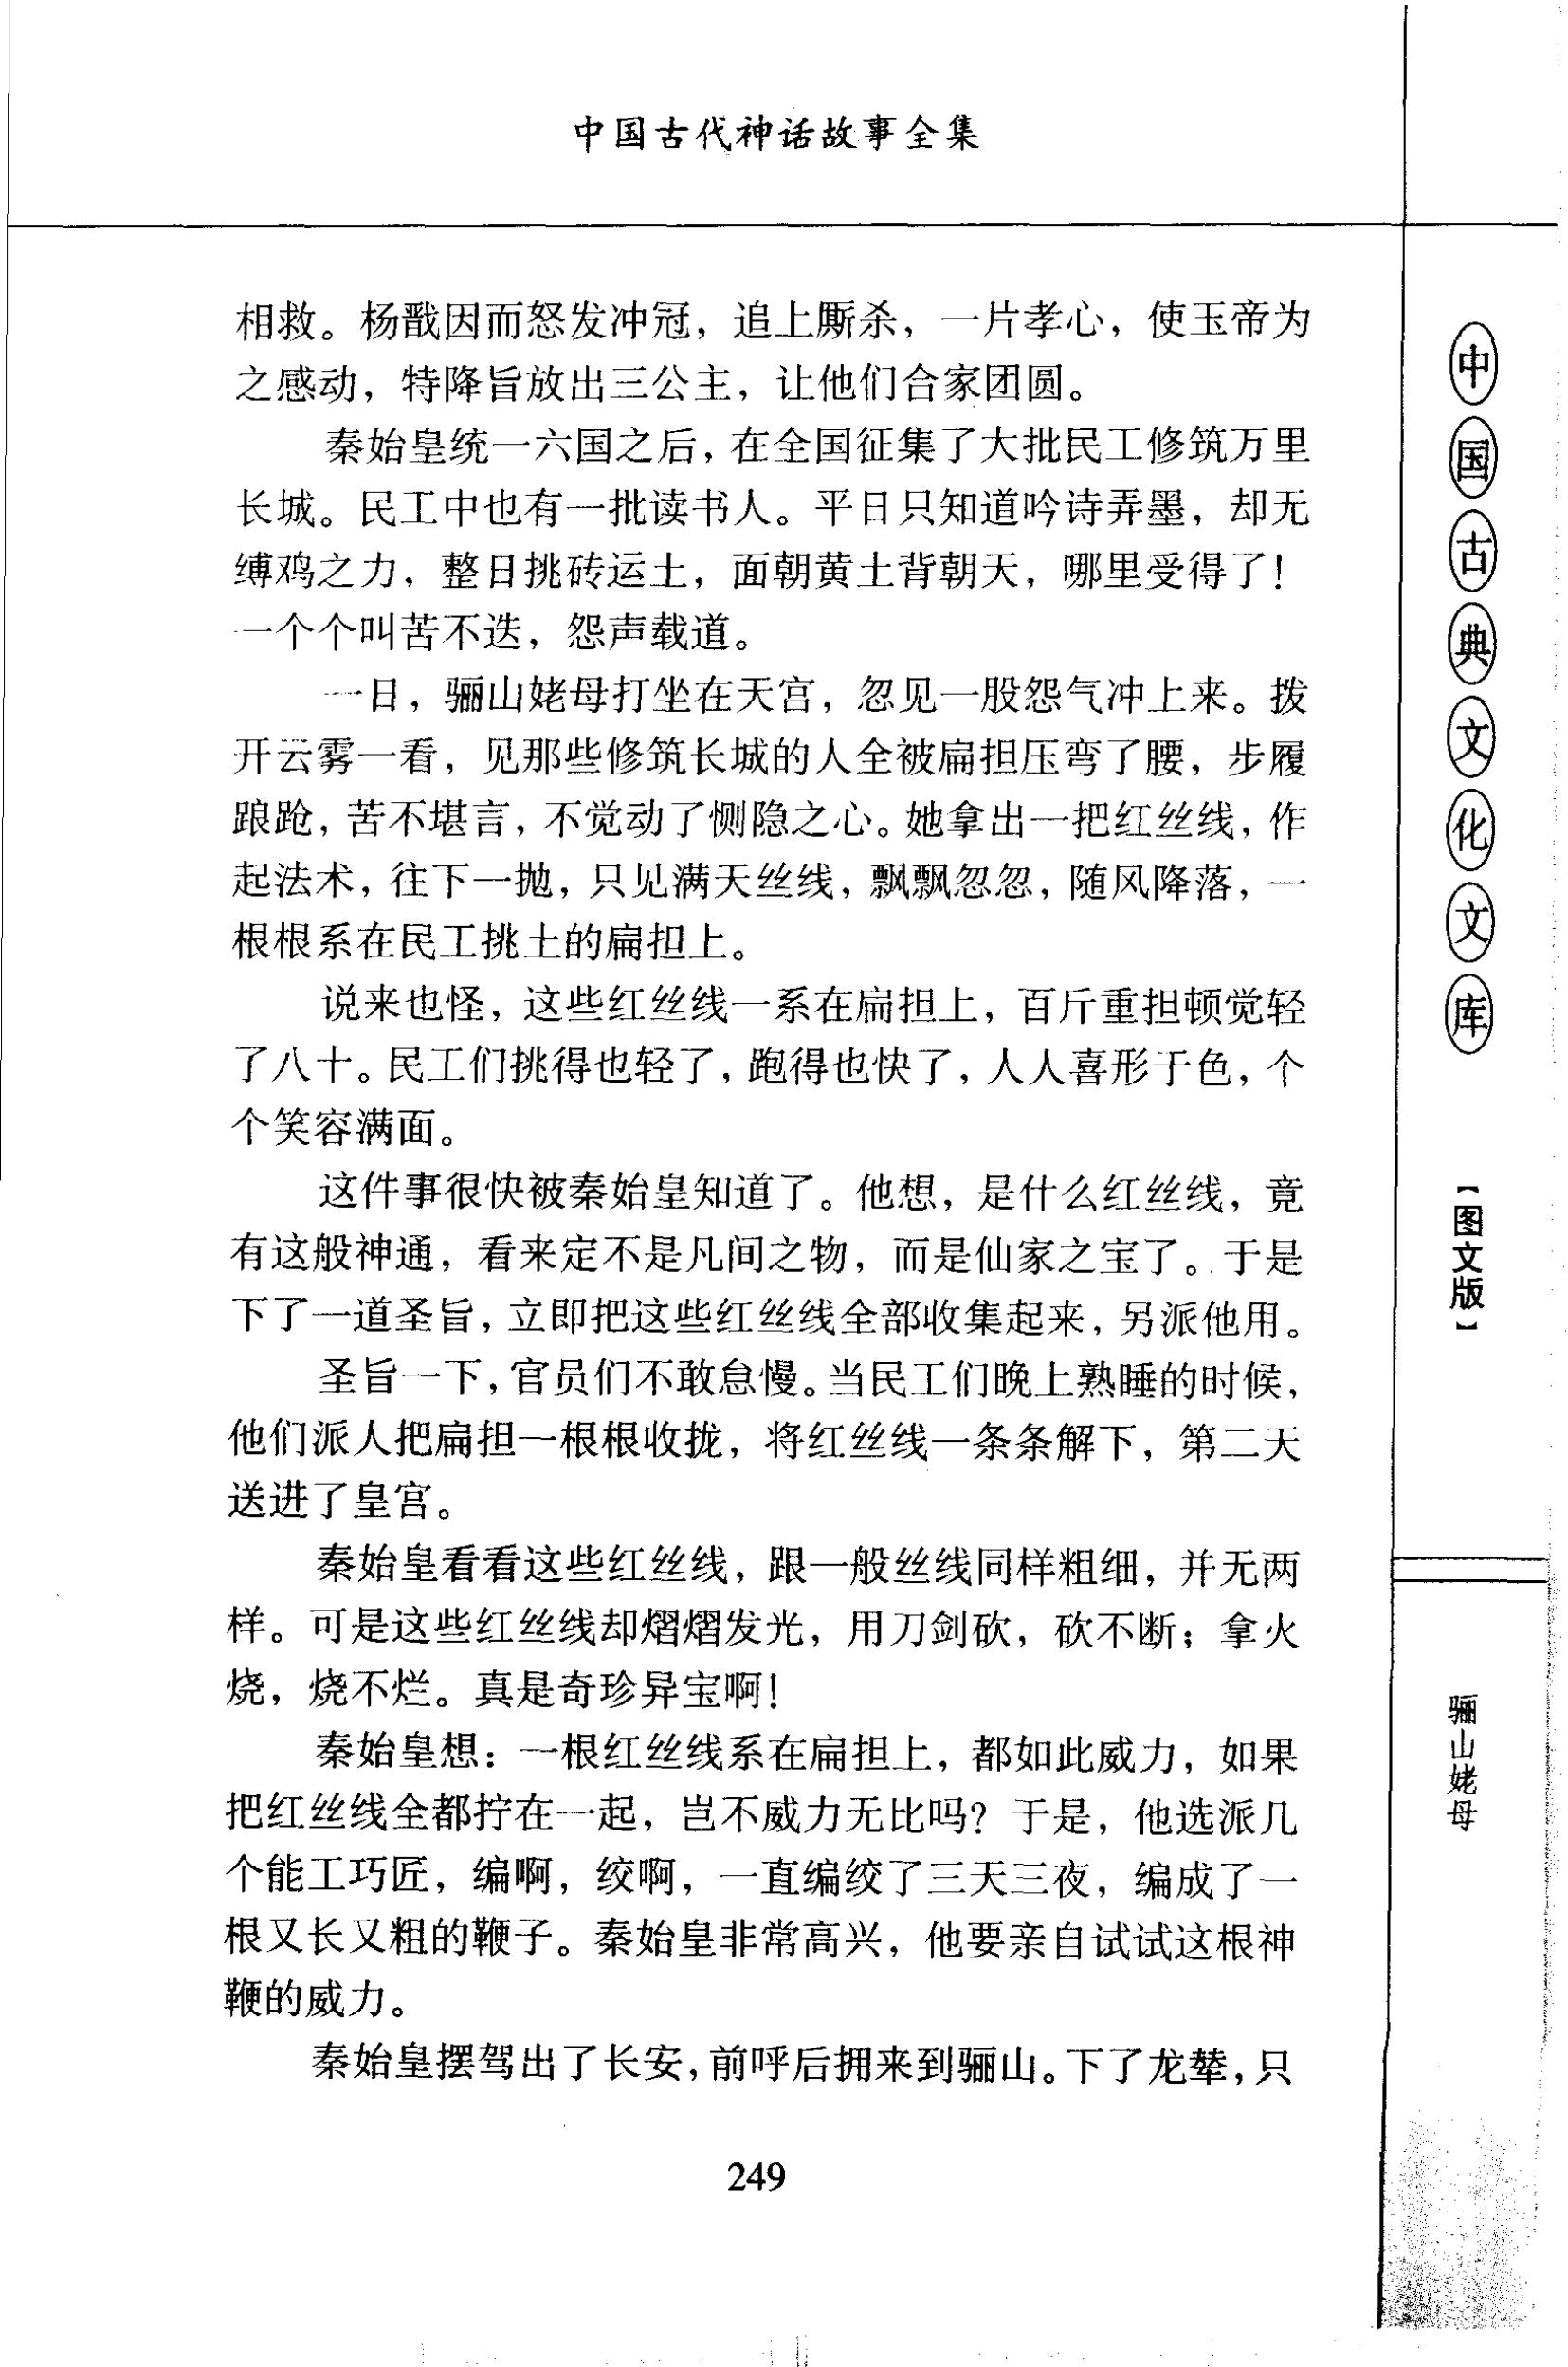 中国古代神话故事全集
相救。杨戬因而怒发冲冠，追上厮杀，一片孝心，使玉帝为
之感动，特降旨放出三公主，让他们合家团圆。
秦始皇统一六国之后，在全国征集了大批民工修筑万里
长城。民工中也有一批读书人。平日只知道吟诗弄墨，却无
缚鸡之力，整日挑砖运土，面朝黄土背朝天，哪里受得了！
一个个叫苦不迭，怨声载道。
一日，骊山姥母打坐在天宫，忽见一股怨气冲上来。拨
开云雾一看，见那些修筑长城的人全被扁担压弯了腰，步履
踉跄，苦不堪言，不觉动了恻隐之心。她拿出一把红丝线，作
起法术，往下一抛，只见满天丝线，飘飘忽忽，随风降落，一
根根系在民工挑土的扁担上。
说来也怪，这些红丝线一系在扁担上，百斤重担顿觉轻
了八十。民工们挑得也轻了，跑得也快了，人人喜形于色，个
个笑容满面。
这件事很快被秦始皇知道了。他想，是什么红丝线，竟
有这般神通，看来定不是凡间之物，而是仙家之宝了。于是
下了一道圣旨，立即把这些红丝线全部收集起来，另派他用。
圣旨一下，官员们不敢怠慢。当民工们晚上熟睡的时候，
他们派人把扁担一根根收拢，将红丝线一条条解下，第二天
送进了皇宫。
秦始皇看看这些红丝线，跟一般丝线同样粗细，并无两
样。可是这些红丝线却熠熠发光，用刀剑砍，砍不断；拿火
烧，烧不烂。真是奇珍异宝啊！
秦始皇想：一根红丝线系在扁担上，都如此威力，如果
把红丝线全都拧在一起，岂不威力无比吗？于是，他选派几
个能工巧匠，编啊，绞啊，一直编绞了三天三夜，编成了一
根又长又粗的鞭子。秦始皇非常高兴，他要亲自试试这根神
鞭的威力。
秦始皇摆驾出了长安，前呼后拥来到骊山。下了龙辇，只
249
中国古典文化文库
【图文版】
骊山姥母